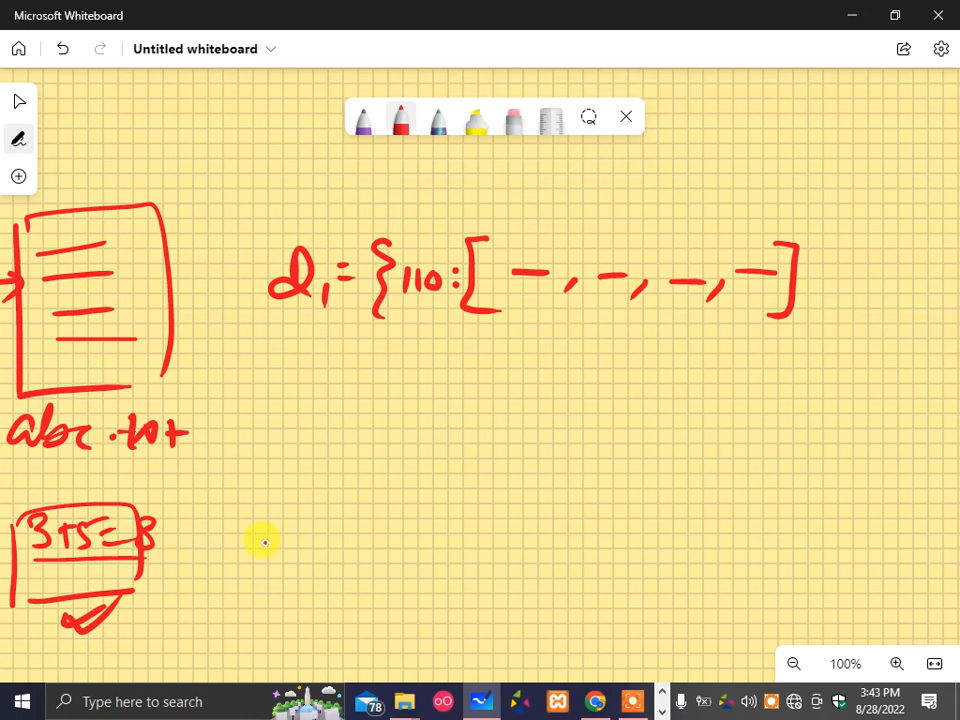 Microsoft Whiteboard
Untitled whiteboard
d1 = {110:[ —, —, —, — ]
abc.txt
3+5=8
100%
78
Type here to search
3:43 PM
8/28/2022